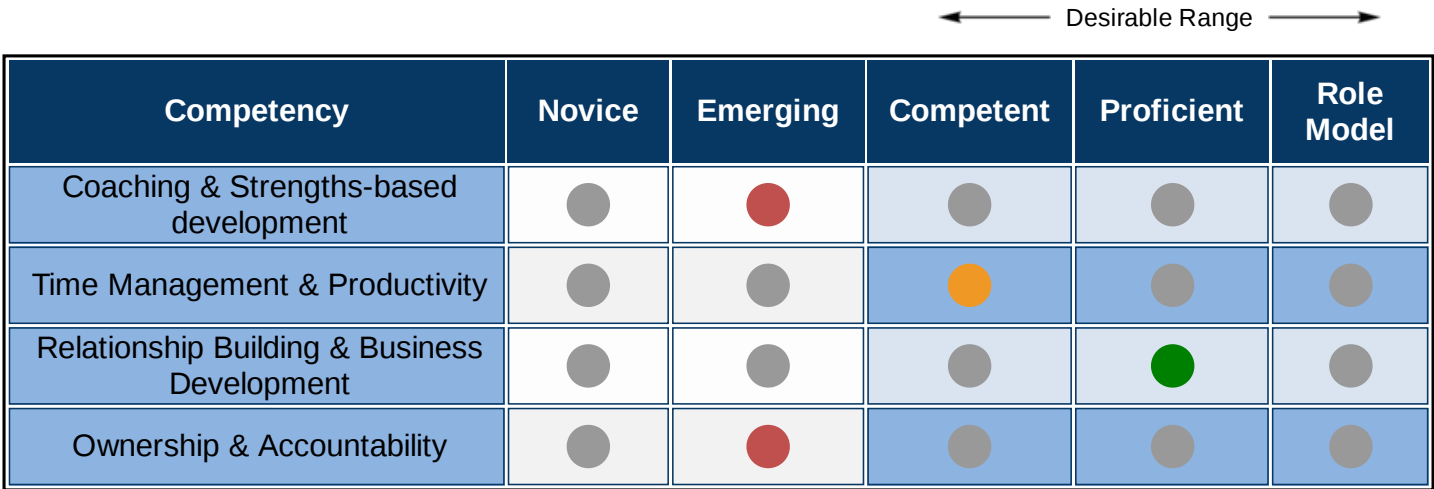 Desirable Range
Competency Novice Emerging Competent Proficient Role Model
Coaching & Strengths-based
development
Time Management & Productivity
Relationship Building & Business
Development
Ownership & Accountability